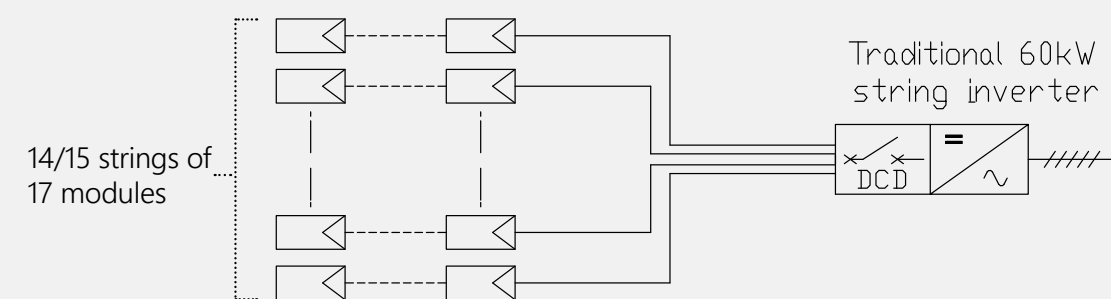 Traditional 60kW
string inverter
14/15 strings of
17 modules
DCD